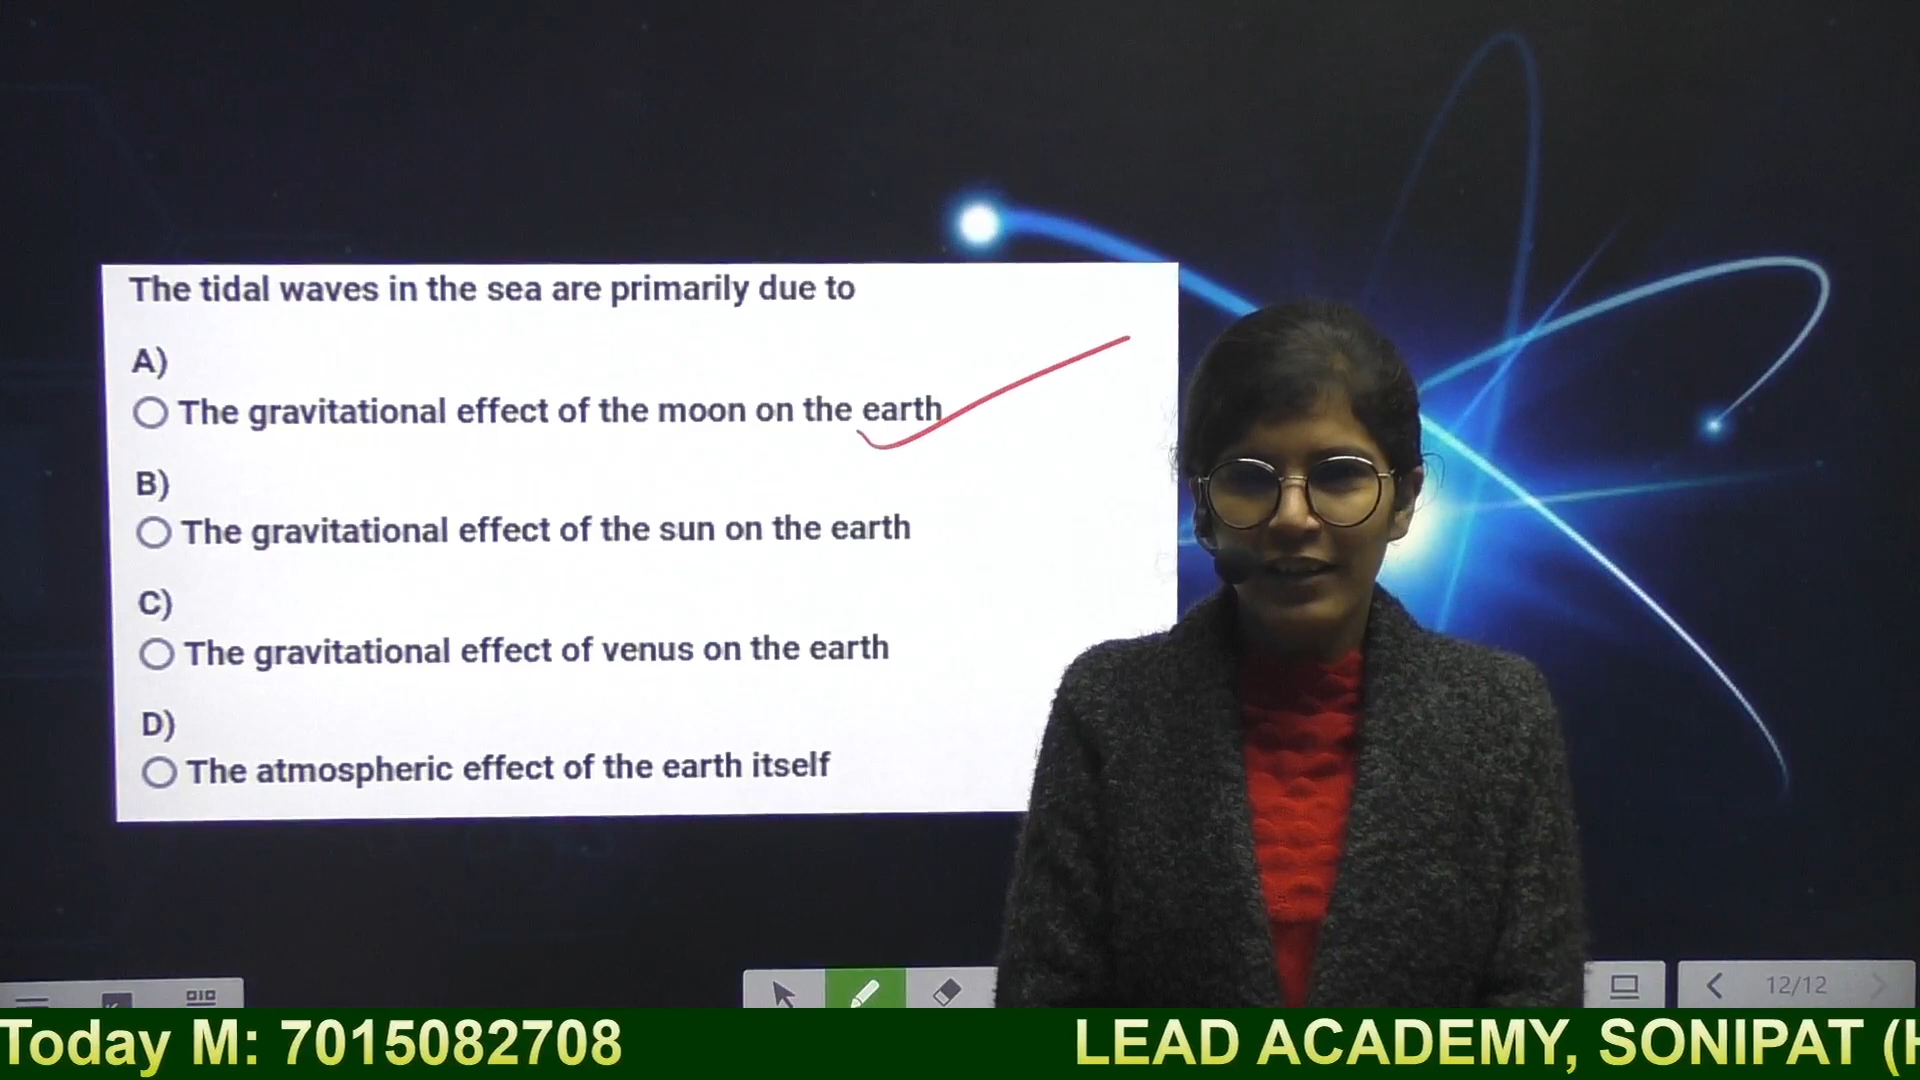 The tidal waves in the sea are primarily due to
A)
The gravitational effect of the moon on the earth
B)
The gravitational effect of the sun on the earth
C)
The gravitational effect of venus on the earth
D)
The atmospheric effect of the earth itself
12/12
Today M: 7015082708
LEAD ACADEMY, SONIPAT (H